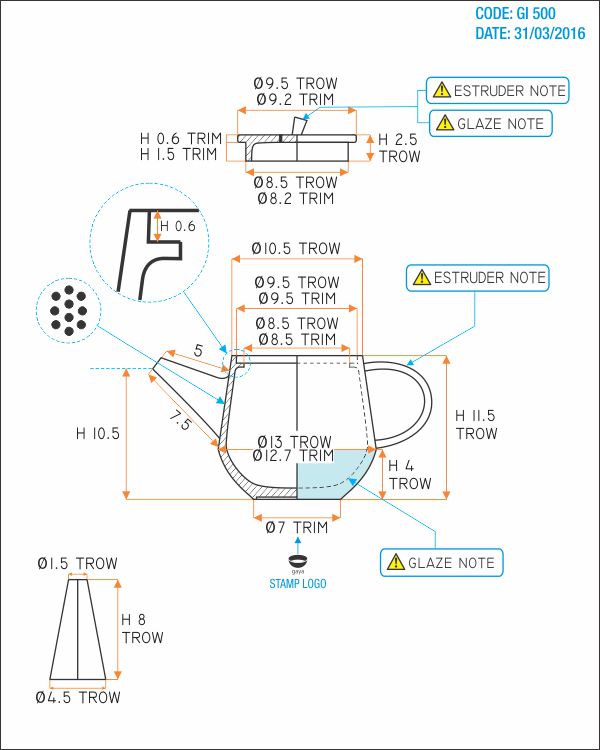 CODE: GI 500
DATE: 31/03/2016
Ø9.5 TROW
Ø9.2 TRIM
ESTRUDER NOTE
GLAZE NOTE
H 0.6 TRIM
H 1.5 TRIM
H 2.5
TROW
Ø8.5 TROW
Ø8.2 TRIM
H 0.6
Ø10.5 TROW
Ø9.5 TROW
Ø9.5 TRIM
ESTRUDER NOTE
Ø8.5 TROW
Ø8.5 TRIM
5
7.5
H 10.5
H 11.5
TROW
Ø13 TROW
Ø12.7 TRIM
H 4
TROW
Ø7 TRIM
GLAZE NOTE
gaya
STAMP LOGO
Ø1.5 TROW
H 8
TROW
Ø4.5 TROW